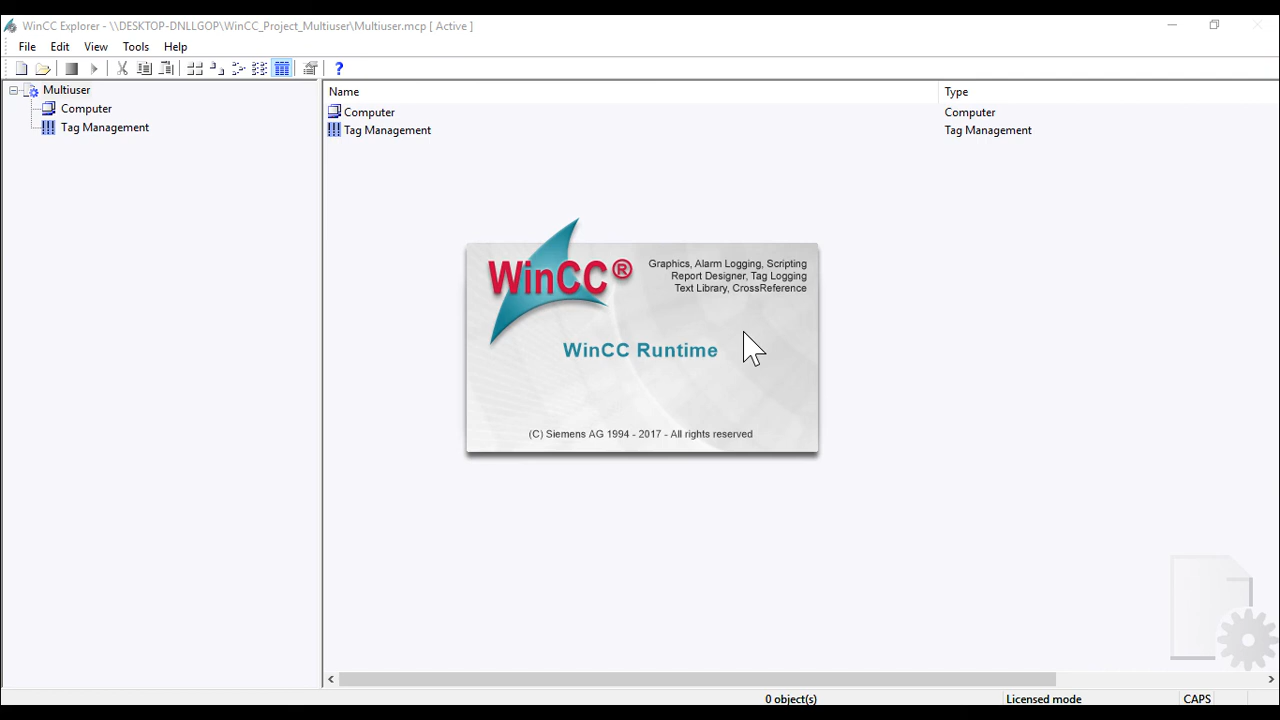 WinCC Explorer - \\DESKTOP-DNLLGOP\WinCC_Project_Multiuser\Multiuser.mcp [ Active ]
File Edit View Tools Help
?
Multiuser
Computer
Tag Management
Name Type
Computer Computer
Tag Management Tag Management
WinCC®
Graphics, Alarm Logging, Scripting
Report Designer, Tag Logging
Text Library, CrossReference
WinCC Runtime
(C) Siemens AG 1994 - 2017 - All rights reserved
0 object(s) Licensed mode CAPS